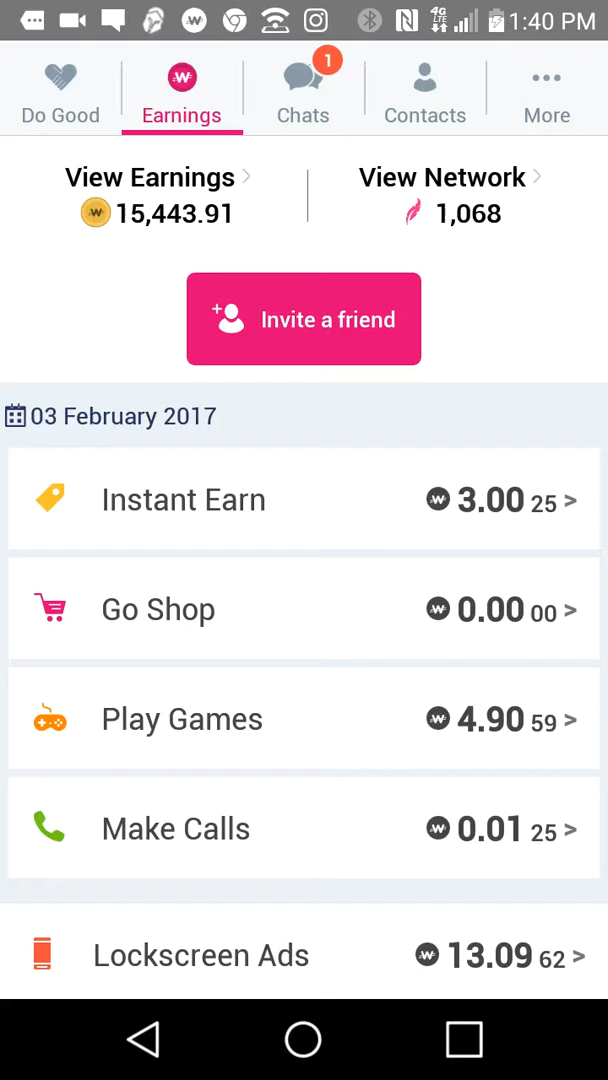 4G
LTE
1:40 PM
1
Do Good
Earnings
Chats
Contacts
More
View Earnings >
View Network >
W 15,443.91
1,068
Invite a friend
03 February 2017
Instant Earn W 3.00 25 >
Go Shop W 0.00 00 >
Play Games W 4.90 59 >
Make Calls W 0.01 25 >
Lockscreen Ads W 13.09 62 >